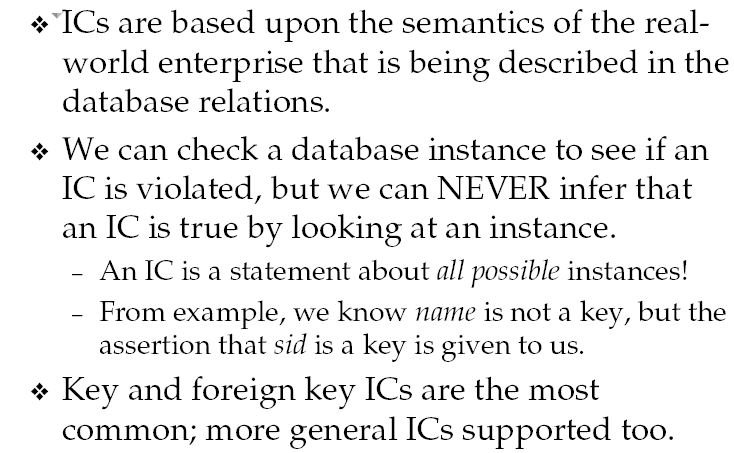 ❖ ICs are based upon the semantics of the real-
world enterprise that is being described in the
database relations.
❖ We can check a database instance to see if an
IC is violated, but we can NEVER infer that
an IC is true by looking at an instance.
– An IC is a statement about all possible instances!
– From example, we know name is not a key, but the
assertion that sid is a key is given to us.
❖ Key and foreign key ICs are the most
common; more general ICs supported too.